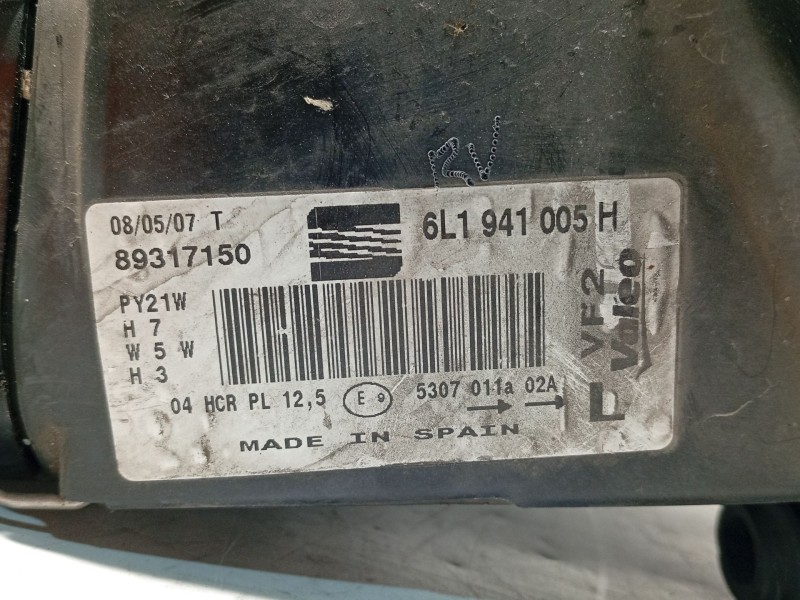 RV
08/05/07 T
6L1 941 005 H
89317150
PY21W
H 7
W 5 W
H 3
04 HCR PL 12,5
E 9
5307 011a 02A
MADE IN SPAIN
L VF2
Valeo